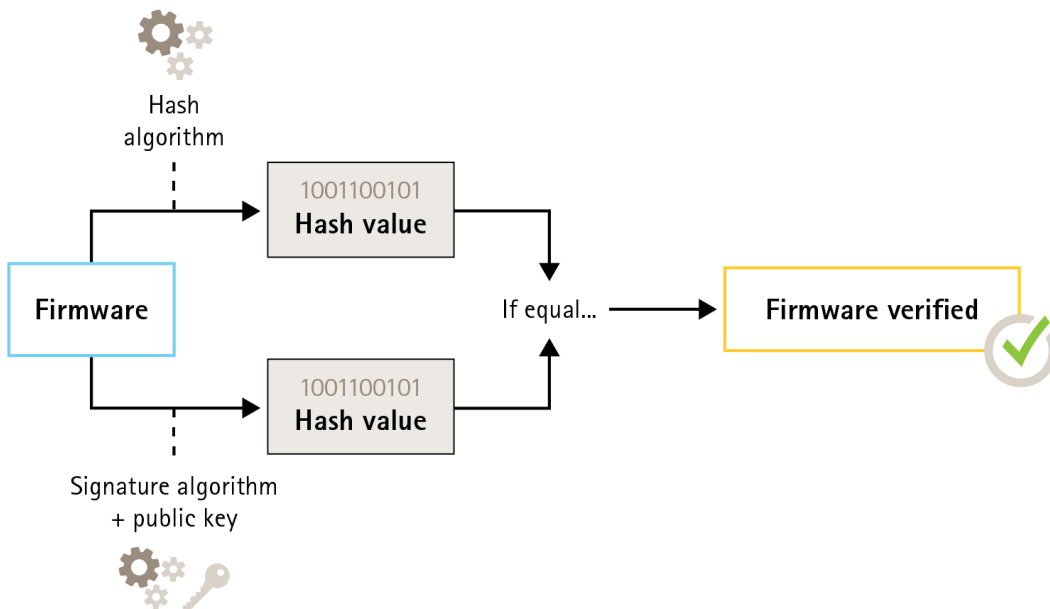 Hash
algorithm
1001100101
Hash value
Firmware
If equal...
Firmware verified
1001100101
Hash value
Signature algorithm
+ public key